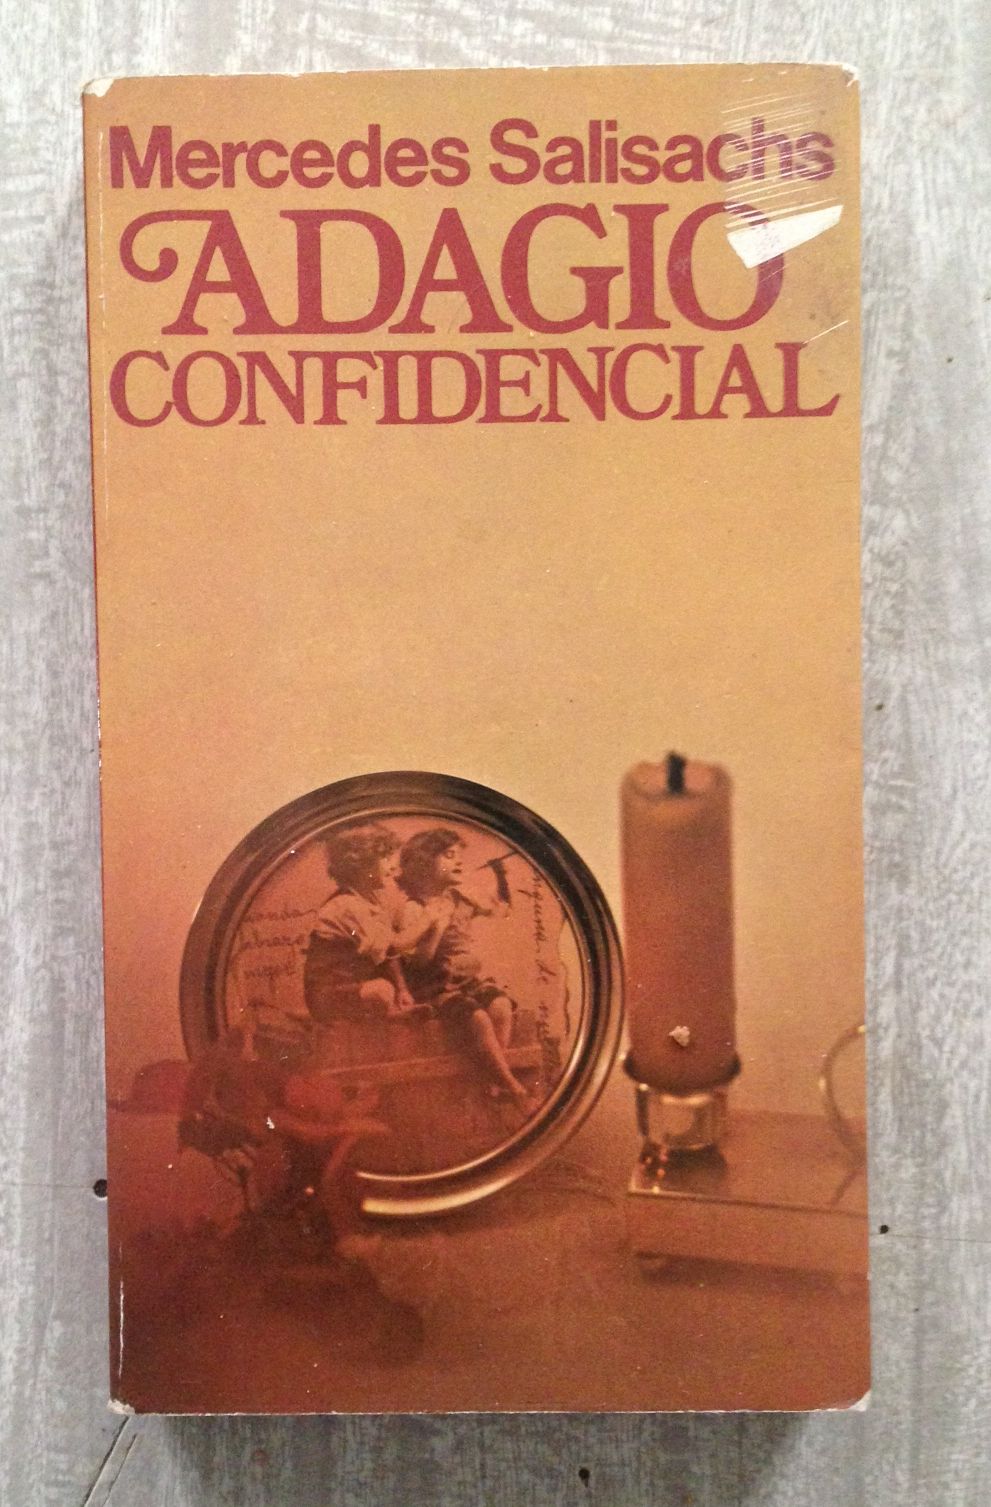 Mercedes Salisachs
ADAGIO
CONFIDENCIAL